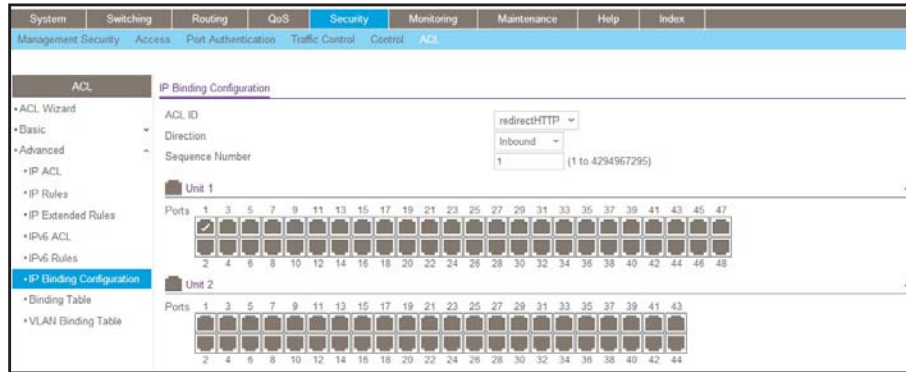 System Switching Routing QoS Security Monitoring Maintenance Help Index
Management Security Access Port Authentication Traffic Control Control ACL
ACL
IP Binding Configuration
• ACL Wizard
• Basic
• Advanced
• IP ACL
• IP Rules
• IP Extended Rules
• IPv6 ACL
• IPv6 Rules
• IP Binding Configuration
• Binding Table
• VLAN Binding Table
ACL ID redirectHTTP
Direction Inbound
Sequence Number 1 (1 to 4294967295)
Unit 1
Ports 1 3 5 7 9 11 13 15 17 19 21 23 25 27 29 31 33 35 37 39 41 43 45 47
2 4 6 8 10 12 14 16 18 20 22 24 26 28 30 32 34 36 38 40 42 44 46 48
Unit 2
Ports 1 3 5 7 9 11 13 15 17 19 21 23 25 27 29 31 33 35 37 39 41 43
2 4 6 8 10 12 14 16 18 20 22 24 26 28 30 32 34 36 38 40 42 44